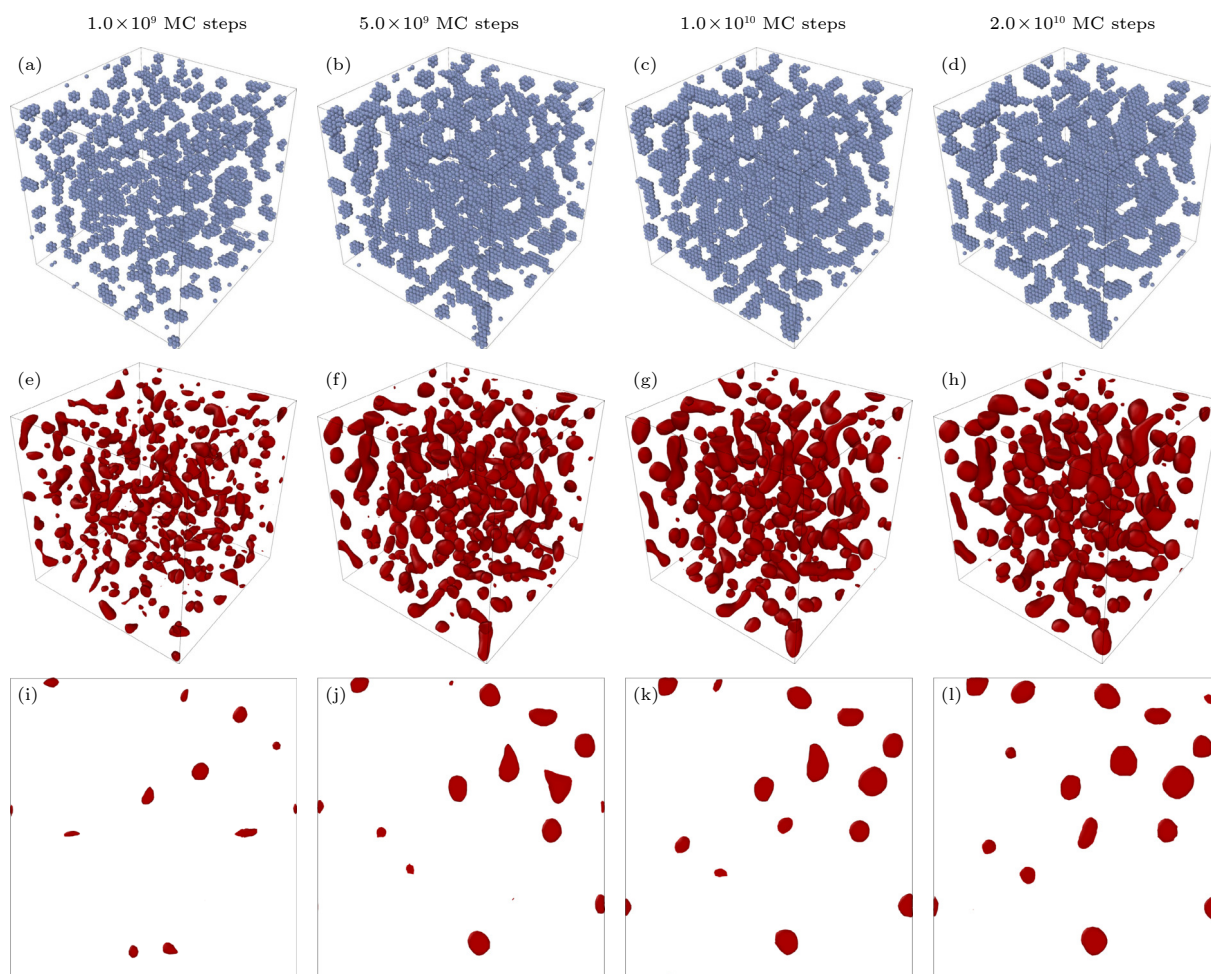 1.0×10⁹ MC steps 5.0×10⁹ MC steps 1.0×10¹⁰ MC steps 2.0×10¹⁰ MC steps
(a) (b) (c) (d)
(e) (f) (g) (h)
(i) (j) (k) (l)